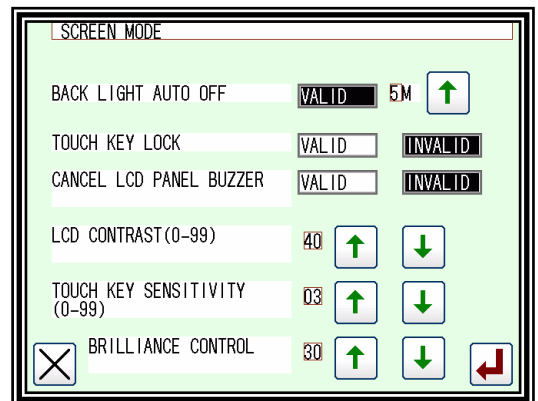 SCREEN MODE
BACK LIGHT AUTO OFF VALID 5M
TOUCH KEY LOCK VALID INVALID
CANCEL LCD PANEL BUZZER VALID INVALID
LCD CONTRAST(0-99) 40
TOUCH KEY SENSITIVITY 03
(0-99)
BRILLIANCE CONTROL 30